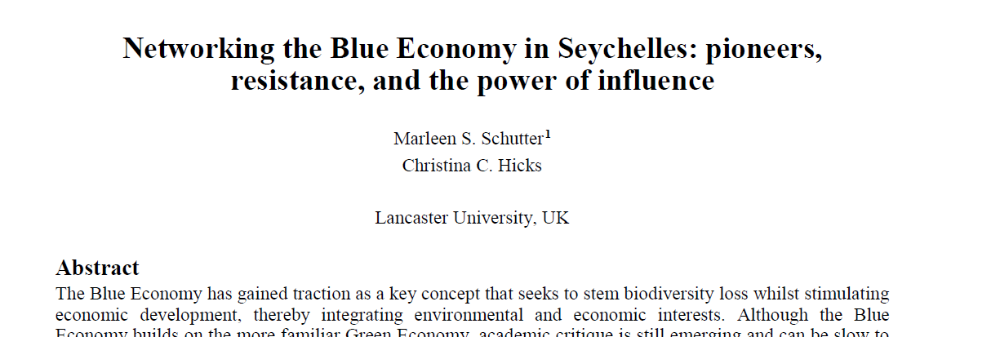 Networking the Blue Economy in Seychelles: pioneers,
resistance, and the power of influence
Marleen S. Schutter1
Christina C. Hicks
Lancaster University, UK
Abstract
The Blue Economy has gained traction as a key concept that seeks to stem biodiversity loss whilst stimulating
economic development, thereby integrating environmental and economic interests. Although the Blue
Economy builds on the more familiar Green Economy, academic critique is still emerging and can be slow to